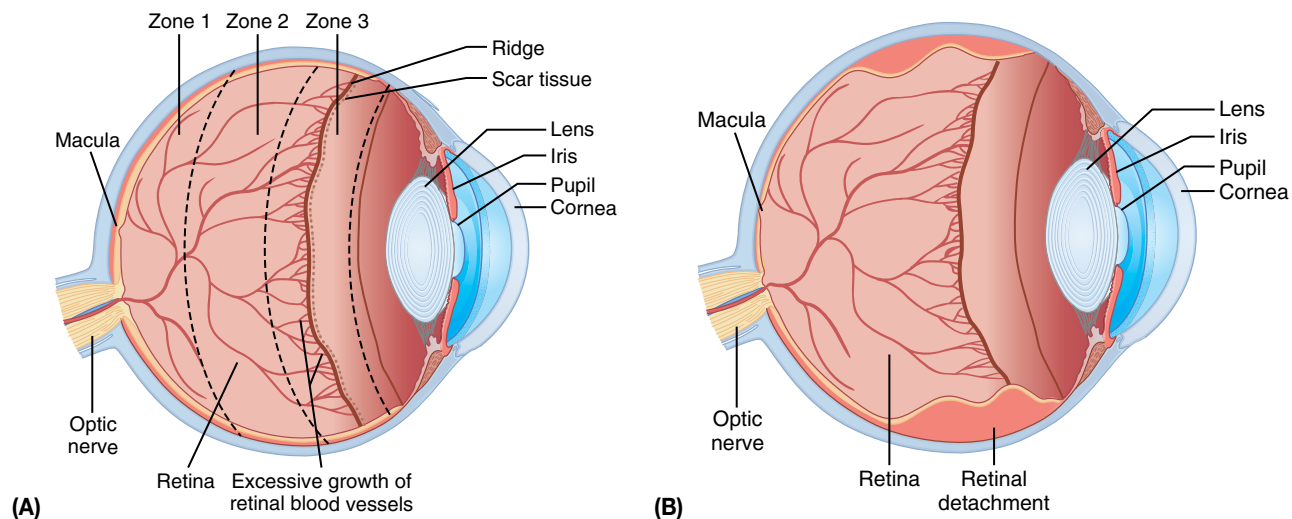 Zone 1
Zone 2
Zone 3
Ridge
Scar tissue
Macula
Lens
Iris
Pupil
Cornea
Optic
nerve
Retina
Excessive growth of
retinal blood vessels
(A)
Macula
Lens
Iris
Pupil
Cornea
Optic
nerve
Retina
Retinal
detachment
(B)